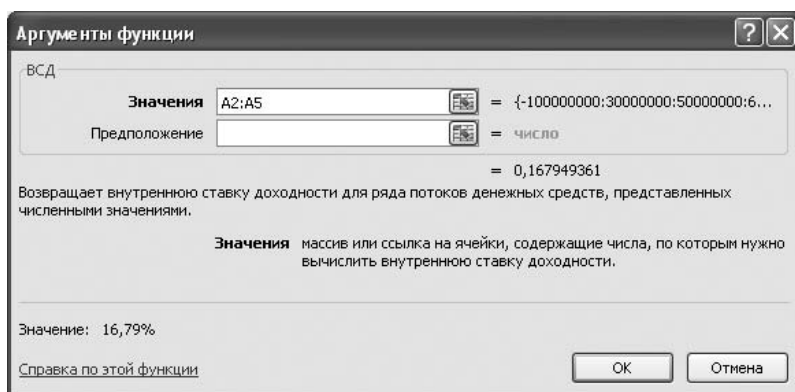 Аргументы функции
ВСД
Значения A2:A5 = {-100000000:30000000:50000000:6...
Предположение = число
= 0,167949361
Возвращает внутреннюю ставку доходности для ряда потоков денежных средств, представленных
численными значениями.
Значения массив или ссылка на ячейки, содержащие числа, по которым нужно
вычислить внутреннюю ставку доходности.
Значение: 16,79%
Справка по этой функции
ОК
Отмена